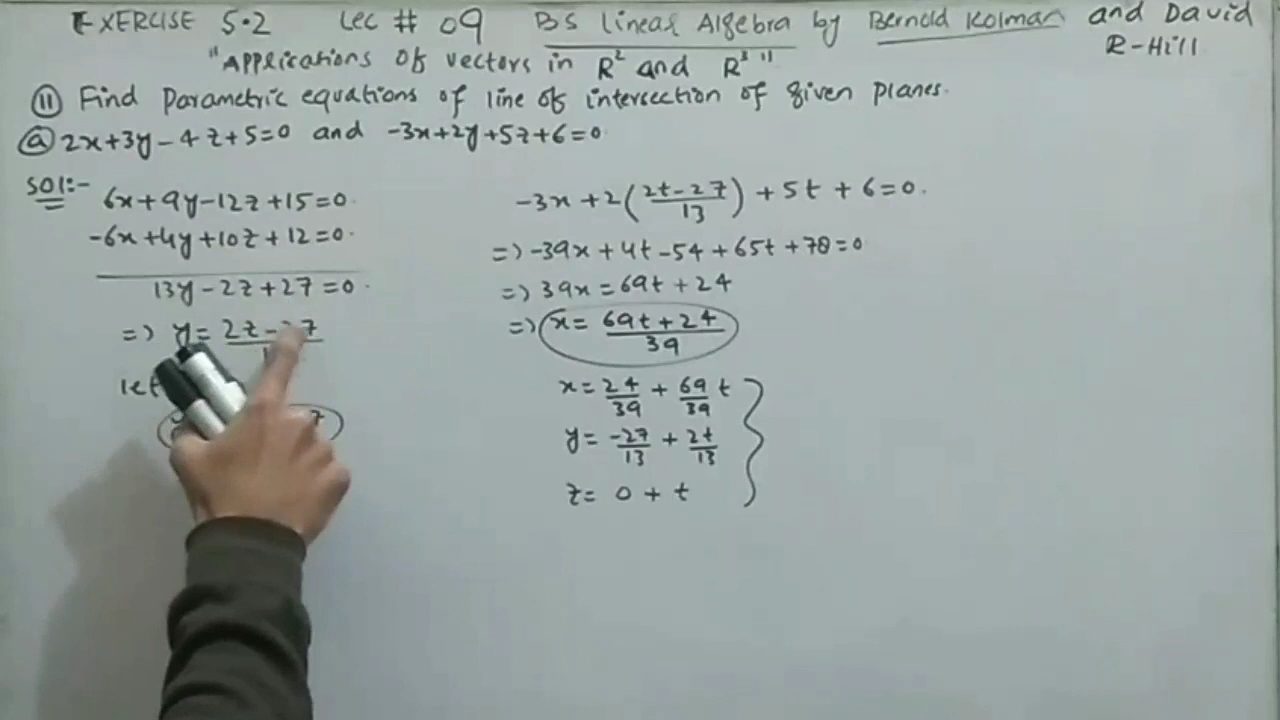 EXERCISE 5.2 Lec # 09 BS Linear Algebra by Bernold Kolman and David R-Hill
"Applications of vectors in R² and R³"
⑪ Find parametric equations of line of intersection of given planes.
ⓐ 2x+3y-4z+5=0 and -3x+2y+5z+6=0
Sol:-
6x+9y-12z+15=0.
-6x+4y+10z+12=0.
13y-2z+27=0.
=) y= 2z-27
let
-3x+2(2t-27/13)+5t+6=0.
=) -39x+4t-54+65t+78=0
=) 39x=69t+24
=) x= 69t+24/39
x= 24/39 + 69/39 t
y= -27/13 + 2t/13
z= 0 + t